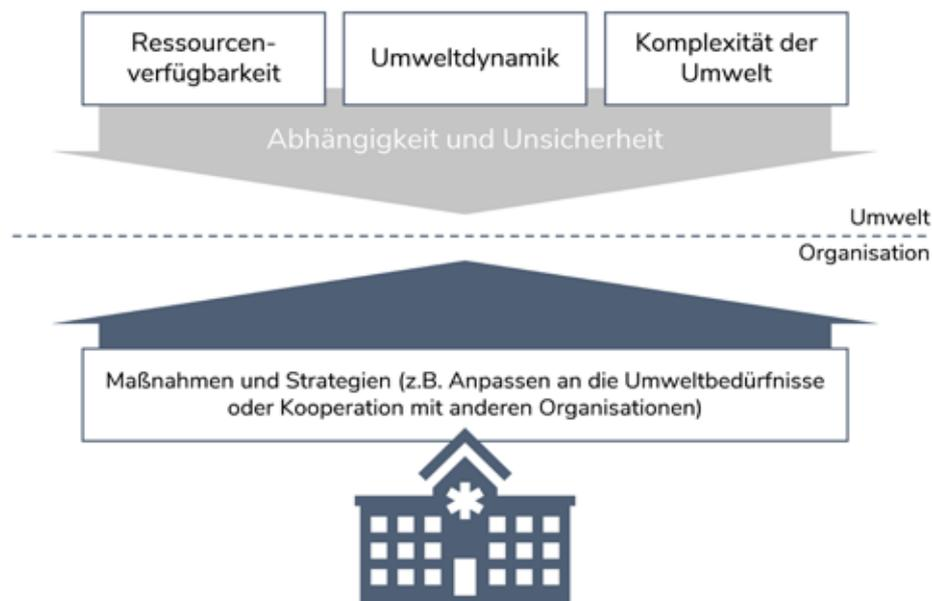 Ressourcen-
verfügbarkeit
Umweltdynamik
Komplexität der
Umwelt
Abhängigkeit und Unsicherheit
Umwelt
Organisation
Maßnahmen und Strategien (z.B. Anpassen an die Umweltbedürfnisse
oder Kooperation mit anderen Organisationen)